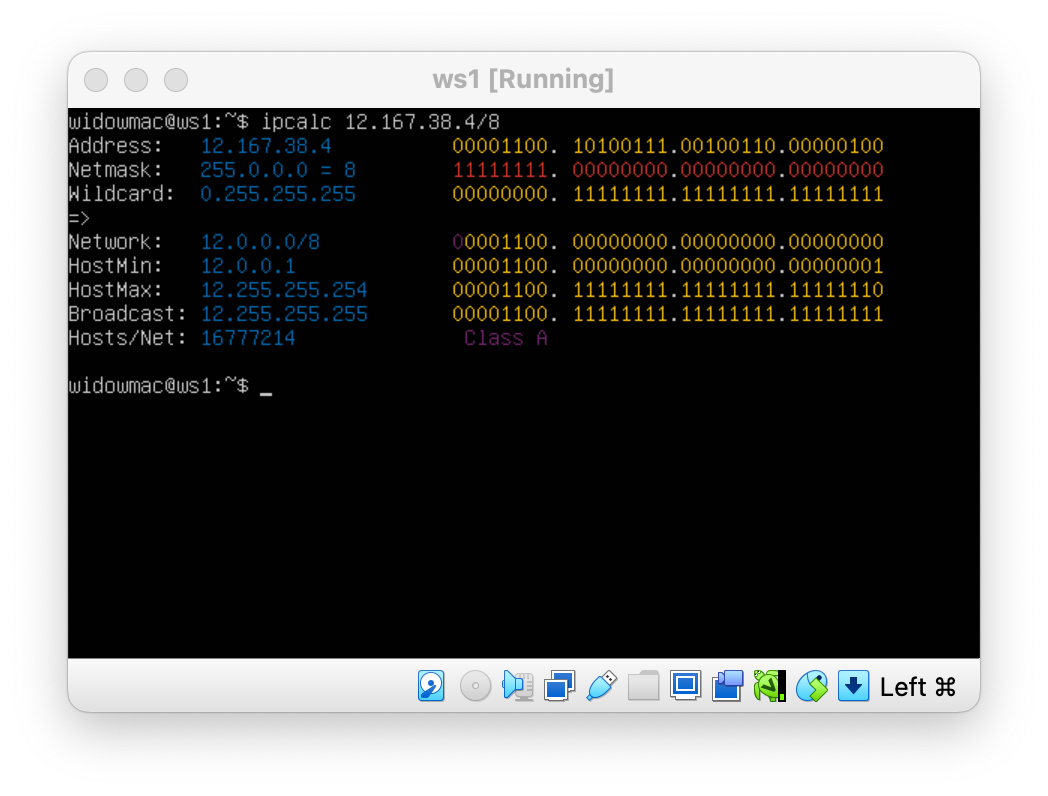 ws1 [Running]
widowmac@ws1:~$ ipcalc 12.167.38.4/8
Address:   12.167.38.4          00001100. 10100111.00100110.00000100
Netmask:   255.0.0.0 = 8        11111111. 00000000.00000000.00000000
Wildcard:  0.255.255.255        00000000. 11111111.11111111.11111111
=>
Network:   12.0.0.0/8           00001100. 00000000.00000000.00000000
HostMin:   12.0.0.1             00001100. 00000000.00000000.00000001
HostMax:   12.255.255.254       00001100. 11111111.11111111.11111110
Broadcast: 12.255.255.255       00001100. 11111111.11111111.11111111
Hosts/Net: 16777214              Class A
widowmac@ws1:~$ _
Left ⌘